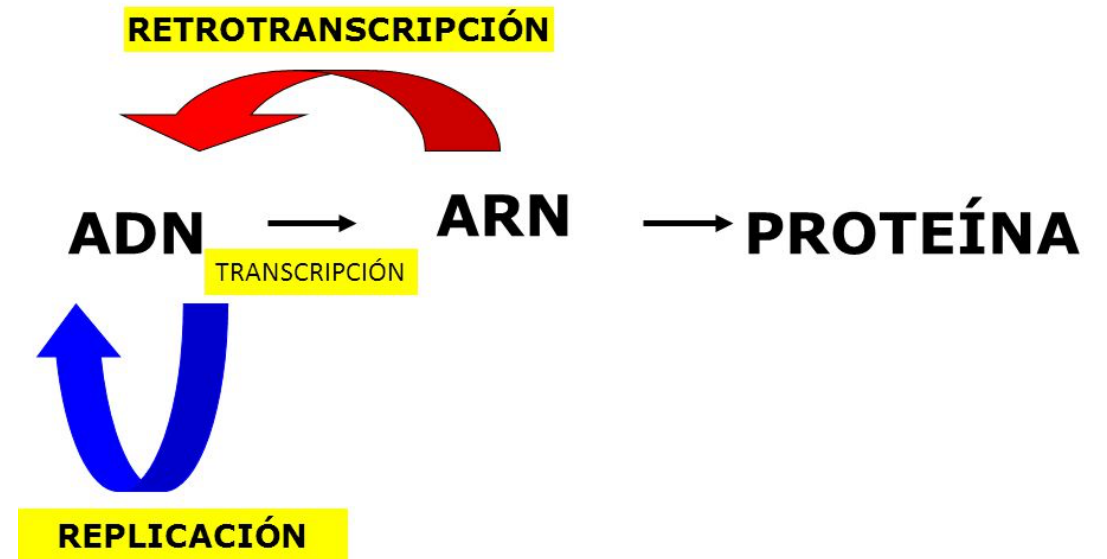 RETROTRANSCRIPCIÓN
ADN
ARN
PROTEÍNA
TRANSCRIPCIÓN
REPLICACIÓN